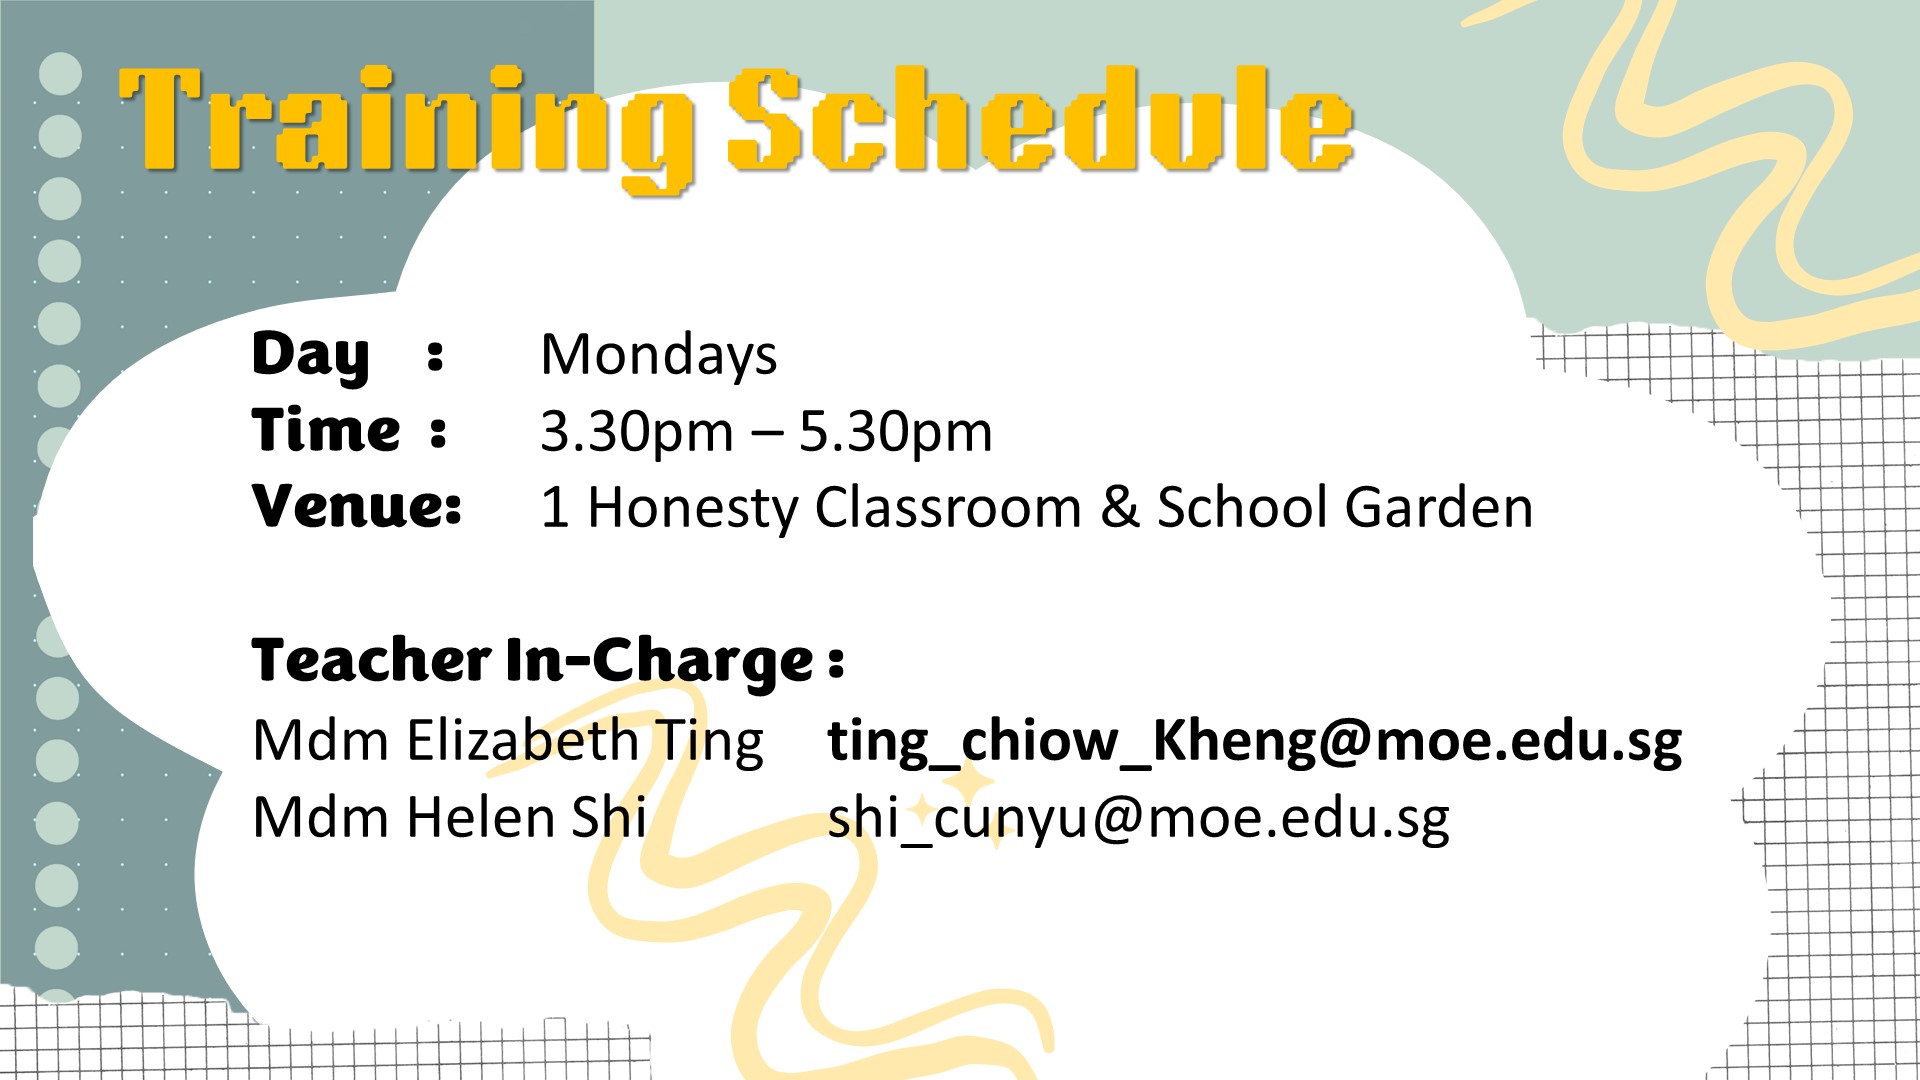 Training Schedule
Day : Mondays
Time : 3.30pm – 5.30pm
Venue: 1 Honesty Classroom & School Garden
Teacher In-Charge :
Mdm Elizabeth Ting ting_chiow_Kheng@moe.edu.sg
Mdm Helen Shi shi_cunyu@moe.edu.sg